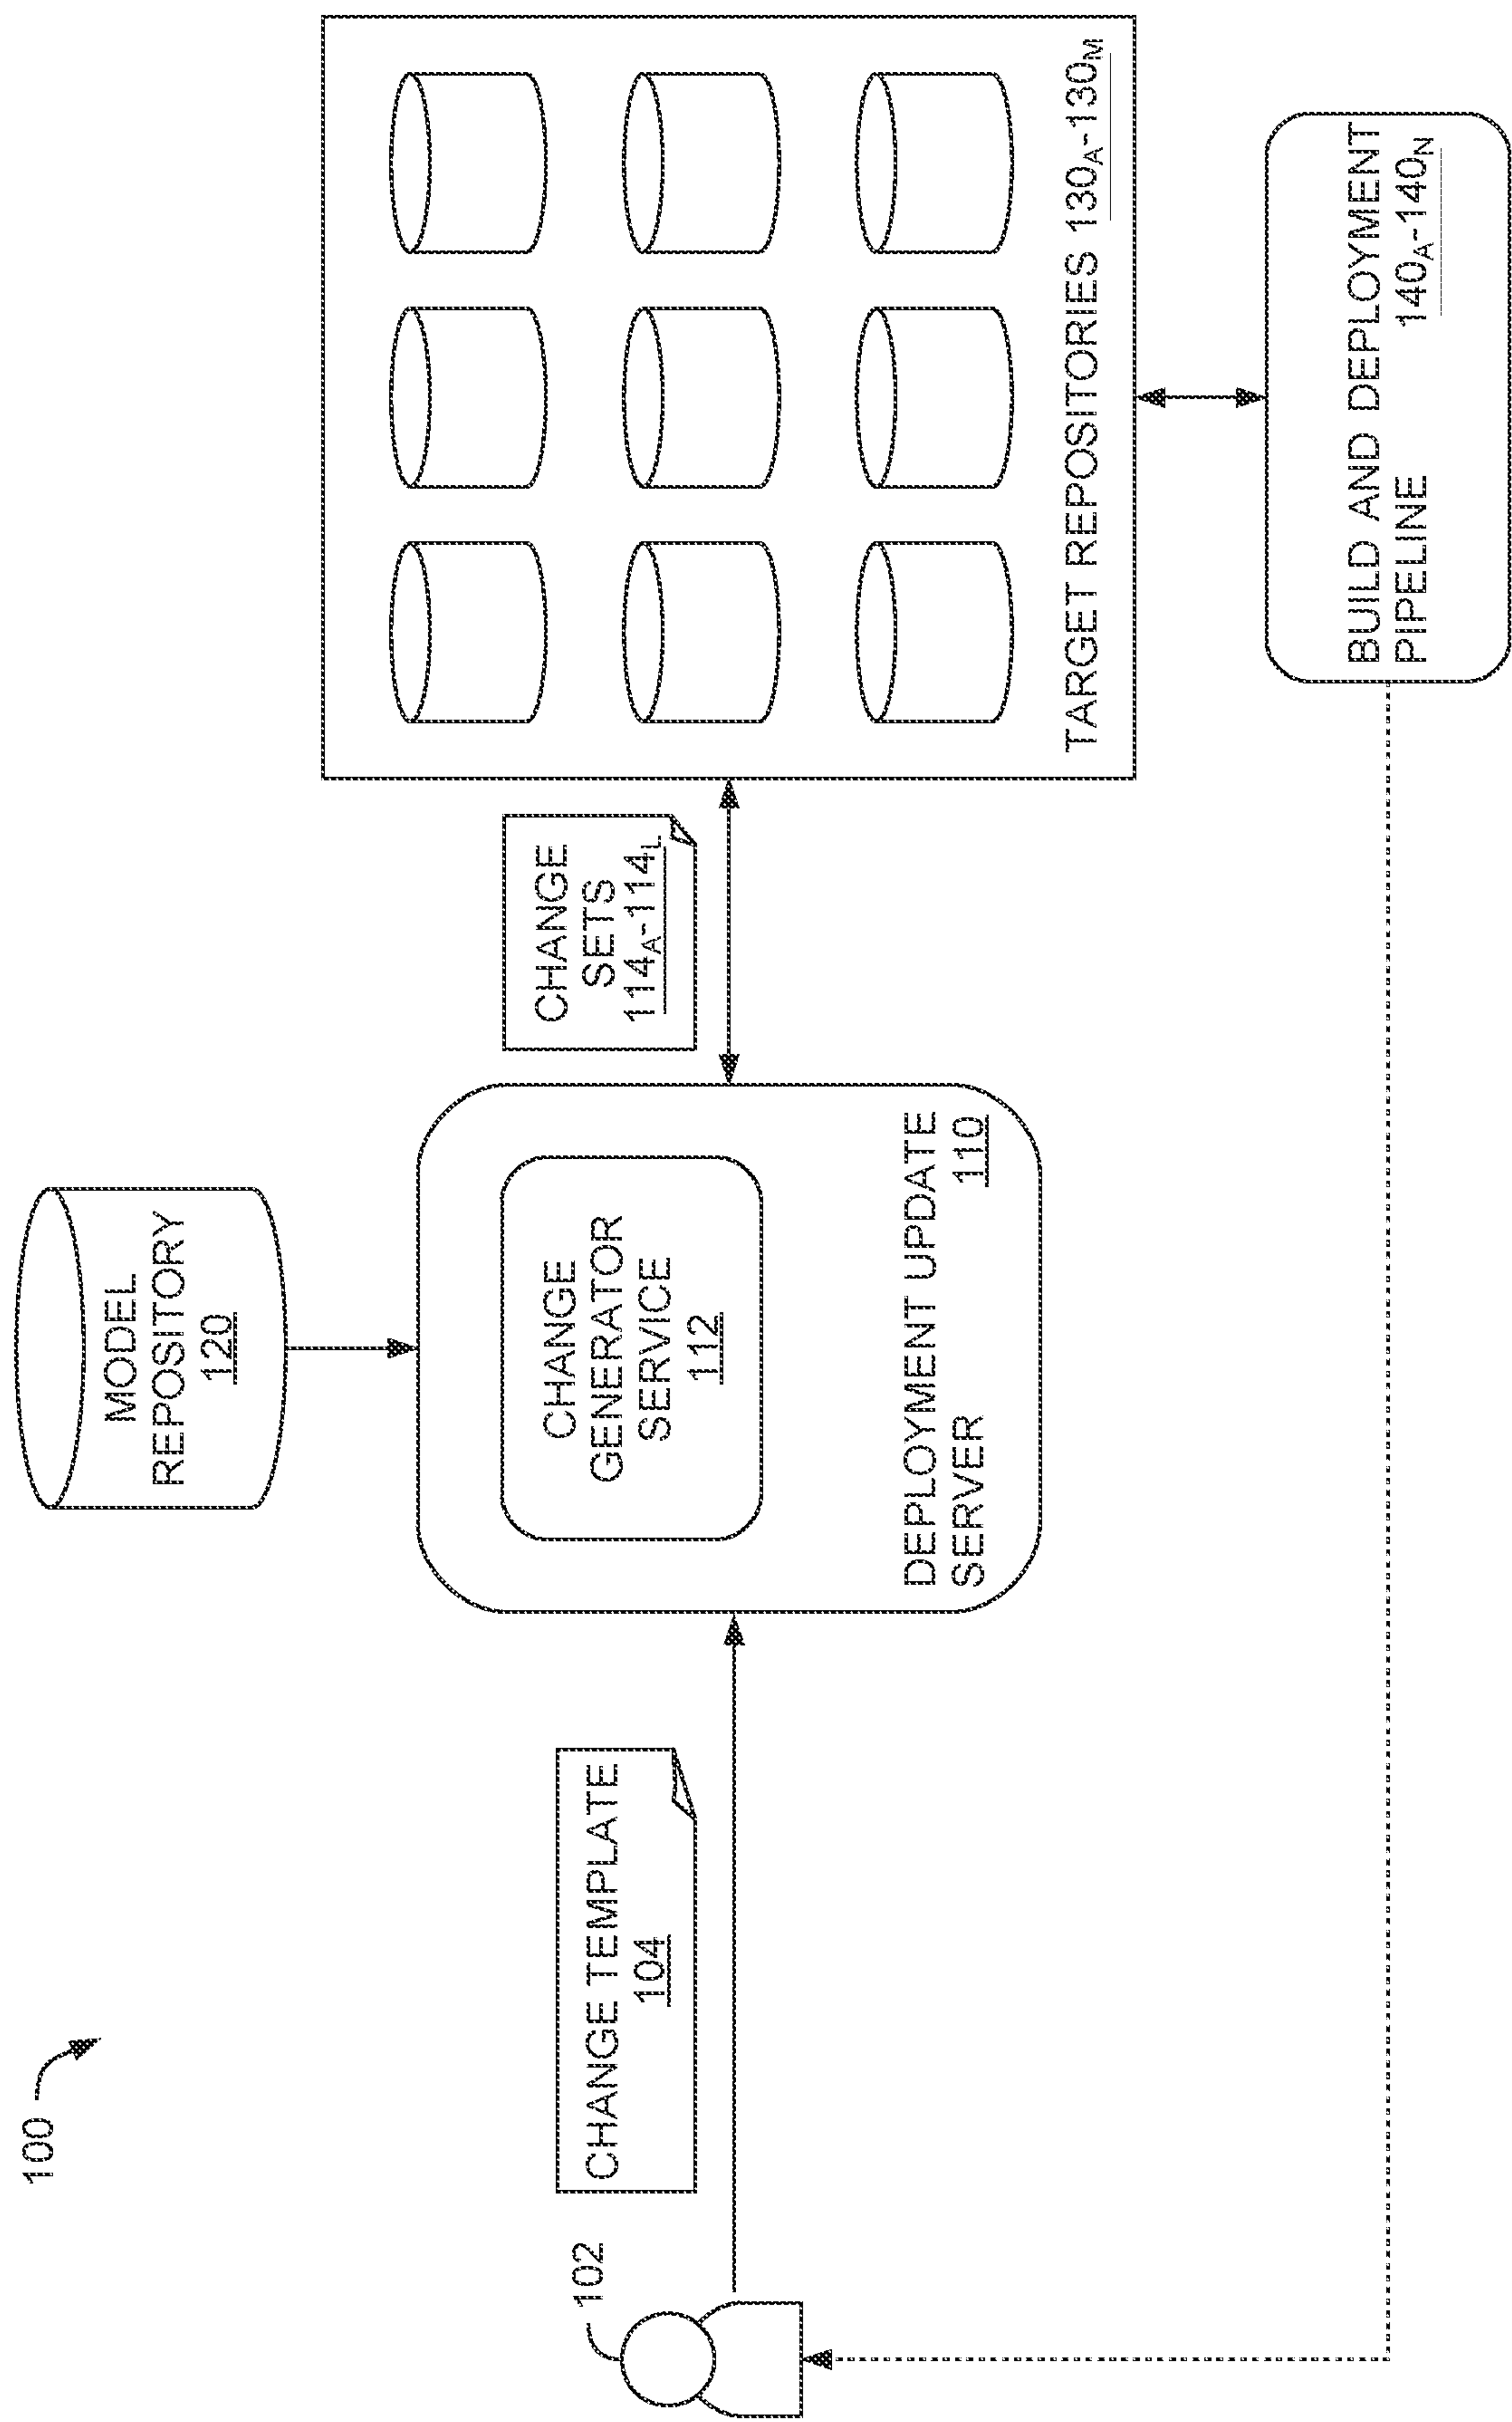 100
102
CHANGE TEMPLATE
104
MODEL
REPOSITORY
120
CHANGE
GENERATOR
SERVICE
112
DEPLOYMENT UPDATE
SERVER 110
CHANGE
SETS
114A-114L
TARGET REPOSITORIES 130A-130M
BUILD AND DEPLOYMENT
PIPELINE 140A-140N